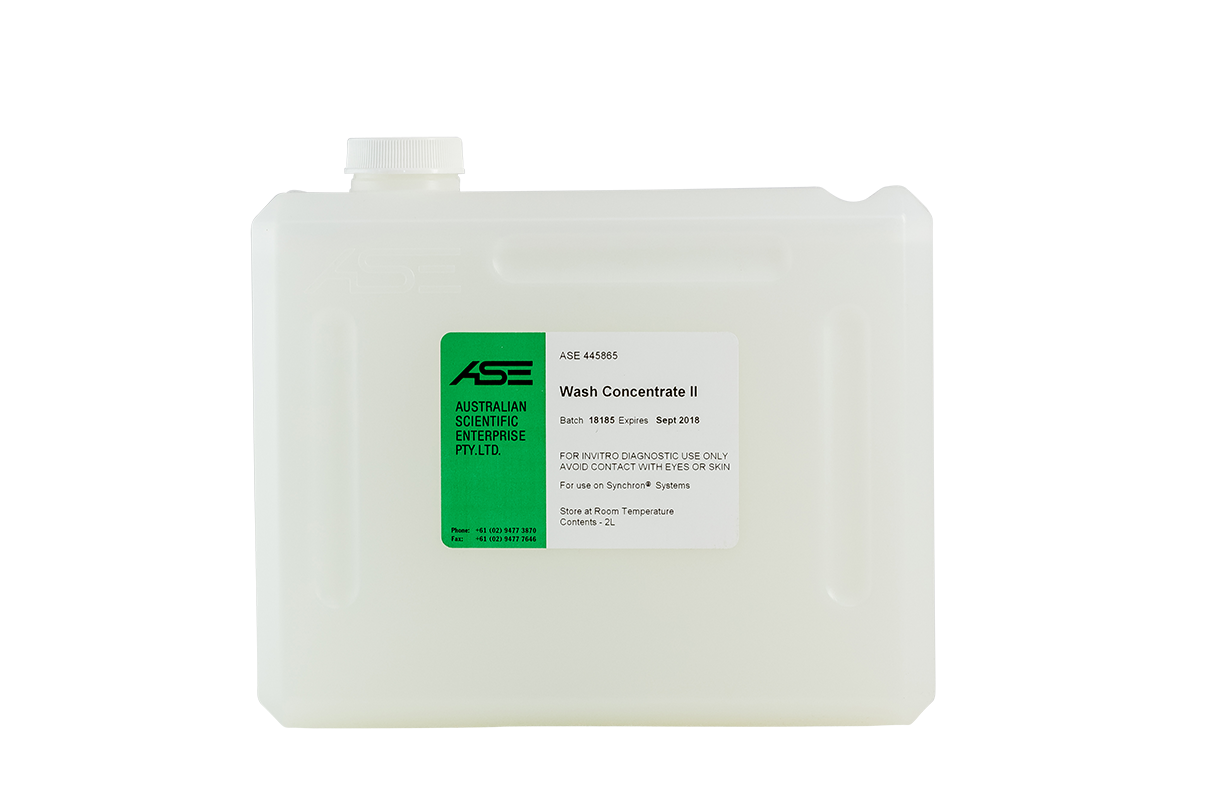 ASE
ASE
AUSTRALIAN
SCIENTIFIC
ENTERPRISE
PTY.LTD.
Phone: +61 (02) 9477 3870
Fax: +61 (02) 9477 7646
ASE 445865
Wash Concentrate II
Batch 18185 Expires Sept 2018
FOR INVITRO DIAGNOSTIC USE ONLY
AVOID CONTACT WITH EYES OR SKIN
For use on Synchron® Systems
Store at Room Temperature
Contents - 2L